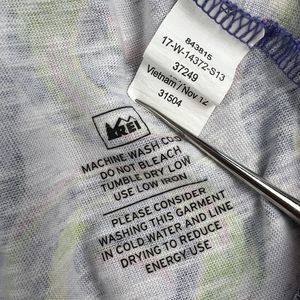 843815
17-W-14372-S13
37249
Vietnam / Nov 12
31504
REI
MACHINE WASH
DO NOT BLEACH
TUMBLE DRY LOW
USE LOW IRON
PLEASE CONSIDER
WASHING THIS GARMENT
IN COLD WATER AND LINE
DRYING TO REDUCE
ENERGY USE